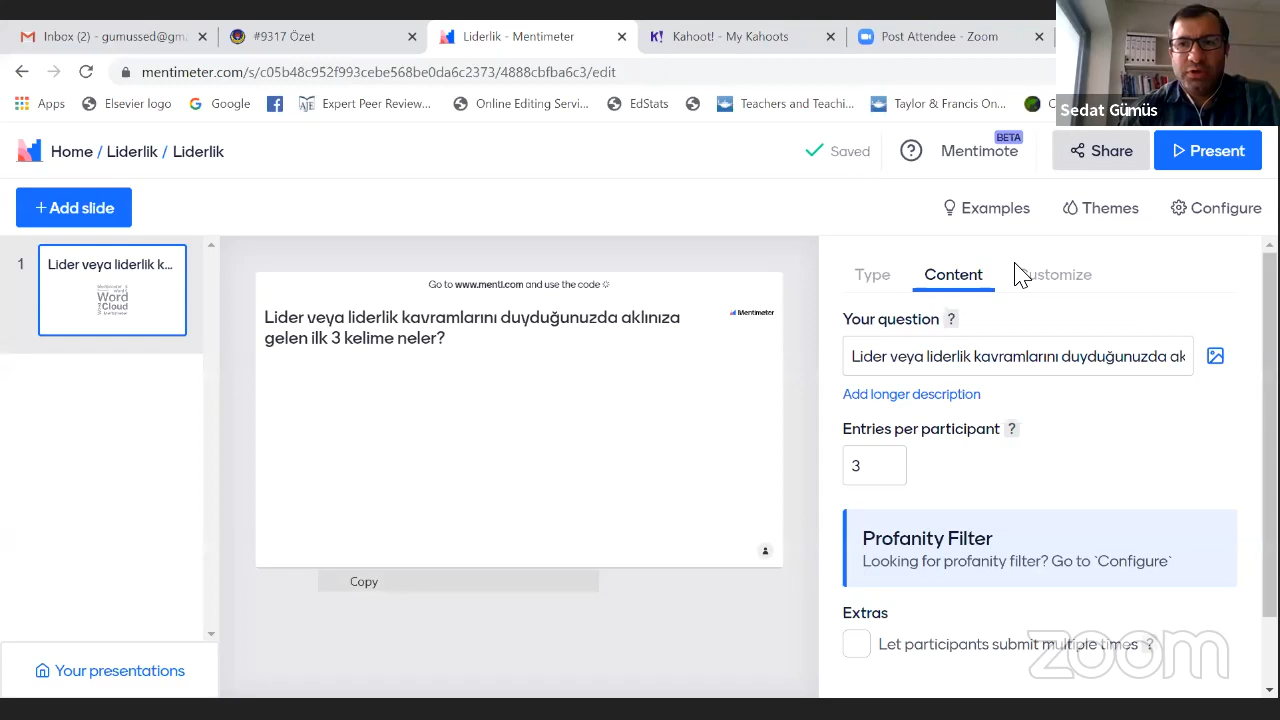 Inbox (2) - gumussed@gm
#9317 Özet
Liderlik - Mentimeter
Kahoot! - My Kahoots
Post Attendee - Zoom
mentimeter.com/s/c05b48c952f993cebe568be0da6c2373/4888cbfba6c3/edit
Apps
Elsevier logo
Google
Expert Peer Review...
Online Editing Servi...
EdStats
Teachers and Teachi...
Taylor & Francis On...
Sedat Gümüs
Home / Liderlik / Liderlik
Saved
Mentimote
BETA
Share
Present
+ Add slide
Examples
Themes
Configure
1
Lider veya liderlik k...
Word
Cloud
Go to www.menti.com and use the code
Mentimeter
Lider veya liderlik kavramlarını duyduğunuzda aklınıza
gelen ilk 3 kelime neler?
Copy
Type
Content
ustomize
Your question ?
Lider veya liderlik kavramlarını duyduğunuzda ak
Add longer description
Entries per participant ?
3
Profanity Filter
Looking for profanity filter? Go to `Configure`
Extras
Let participants submit multiple times ?
zoom
Your presentations